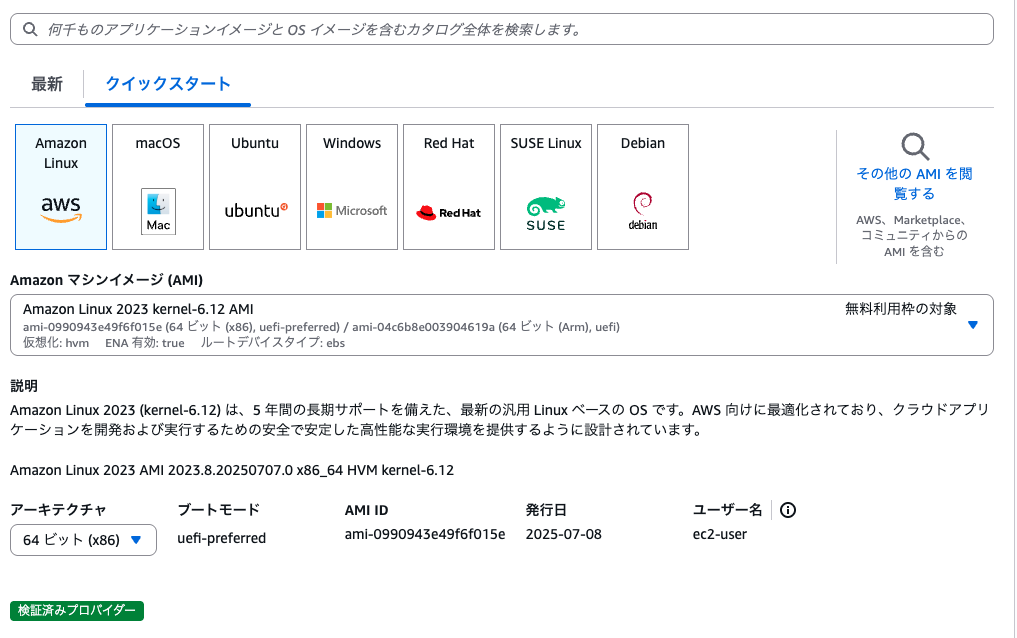 何千ものアプリケーションイメージと OS イメージを含むカタログ全体を検索します。
最新
クイックスタート
Amazon
Linux
aws
macOS
Mac
Ubuntu
ubuntu
Windows
Microsoft
Red Hat
Red Hat
SUSE Linux
SUSE
Debian
debian
その他の AMI を閲
覧する
AWS、Marketplace、
コミュニティからの
AMI を含む
Amazon マシンイメージ (AMI)
Amazon Linux 2023 kernel-6.12 AMI
無料利用枠の対象
ami-0990943e49f6f015e (64 ビット (x86), uefi-preferred) / ami-04c6b8e003904619a (64 ビット (Arm), uefi)
仮想化: hvm ENA 有効: true ルートデバイスタイプ: ebs
説明
Amazon Linux 2023 (kernel-6.12) は、5 年間の長期サポートを備えた、最新の汎用 Linux ベースの OS です。AWS 向けに最適化されており、クラウドアプリ
ケーションを開発および実行するための安全で安定した高性能な実行環境を提供するように設計されています。
Amazon Linux 2023 AMI 2023.8.20250707.0 x86_64 HVM kernel-6.12
アーキテクチャ
64 ビット (x86)
ブートモード
uefi-preferred
AMI ID
ami-0990943e49f6f015e
発行日
2025-07-08
ユーザー名
ec2-user
検証済みプロバイダー